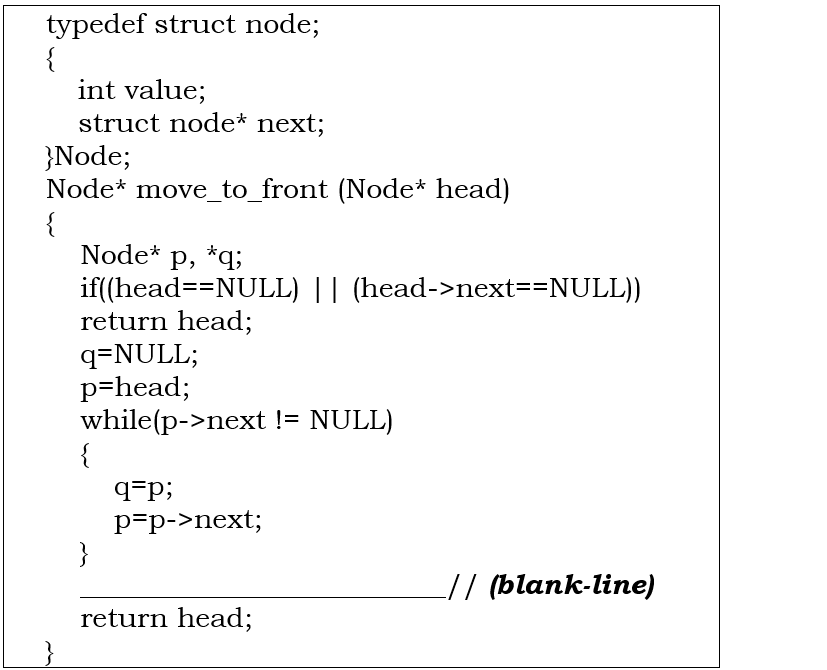 typedef struct node;
{
int value;
struct node* next;
}Node;
Node* move_to_front (Node* head)
{
Node* p, *q;
if((head==NULL) || (head->next==NULL))
return head;
q=NULL;
p=head;
while(p->next != NULL)
{
q=p;
p=p->next;
}
__________________________// (blank-line)
return head;
}